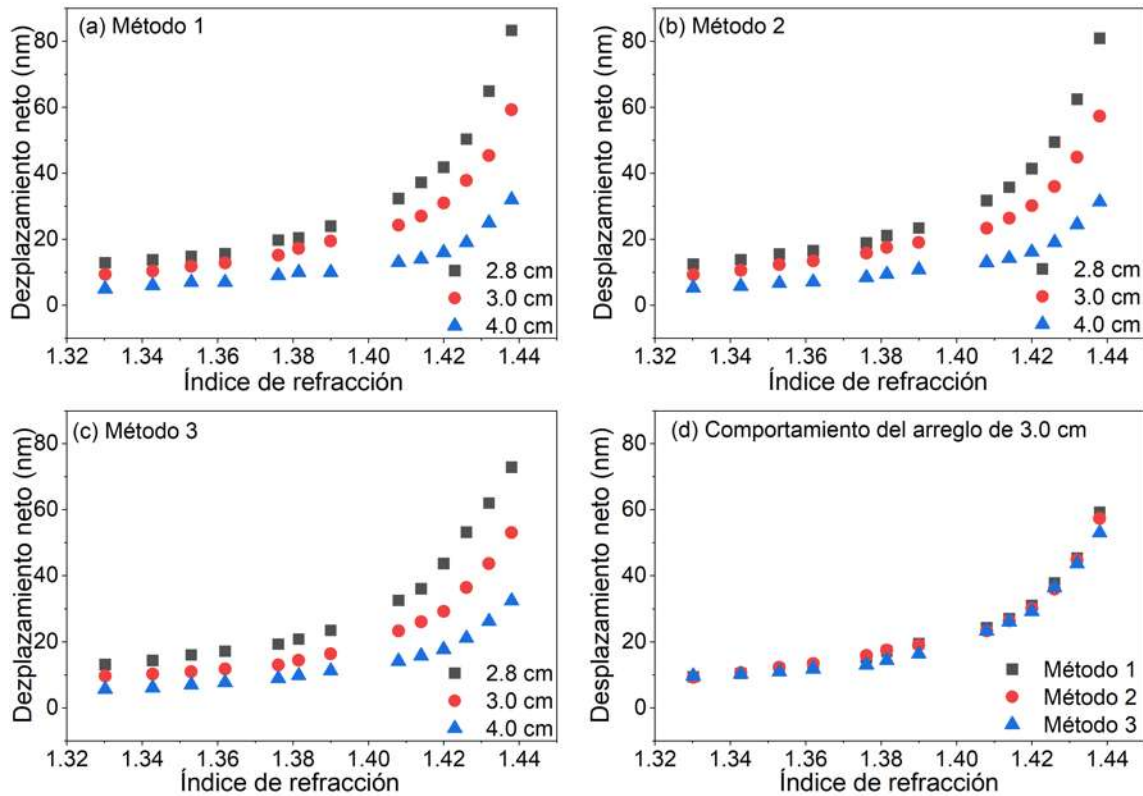 (a) Método 1
Dezplazamiento neto (nm)
80
60
40
20
0
2.8 cm
3.0 cm
4.0 cm
1.32 1.34 1.36 1.38 1.40 1.42 1.44
Índice de refracción
(b) Método 2
Desplazamiento neto (nm)
80
60
40
20
0
2.8 cm
3.0 cm
4.0 cm
1.32 1.34 1.36 1.38 1.40 1.42 1.44
Índice de refracción
(c) Método 3
Dezplazamiento neto (nm)
80
60
40
20
0
2.8 cm
3.0 cm
4.0 cm
1.32 1.34 1.36 1.38 1.40 1.42 1.44
Índice de refracción
(d) Comportamiento del arreglo de 3.0 cm
Desplazamiento neto (nm)
80
60
40
20
0
Método 1
Método 2
Método 3
1.32 1.34 1.36 1.38 1.40 1.42 1.44
Índice de refracción